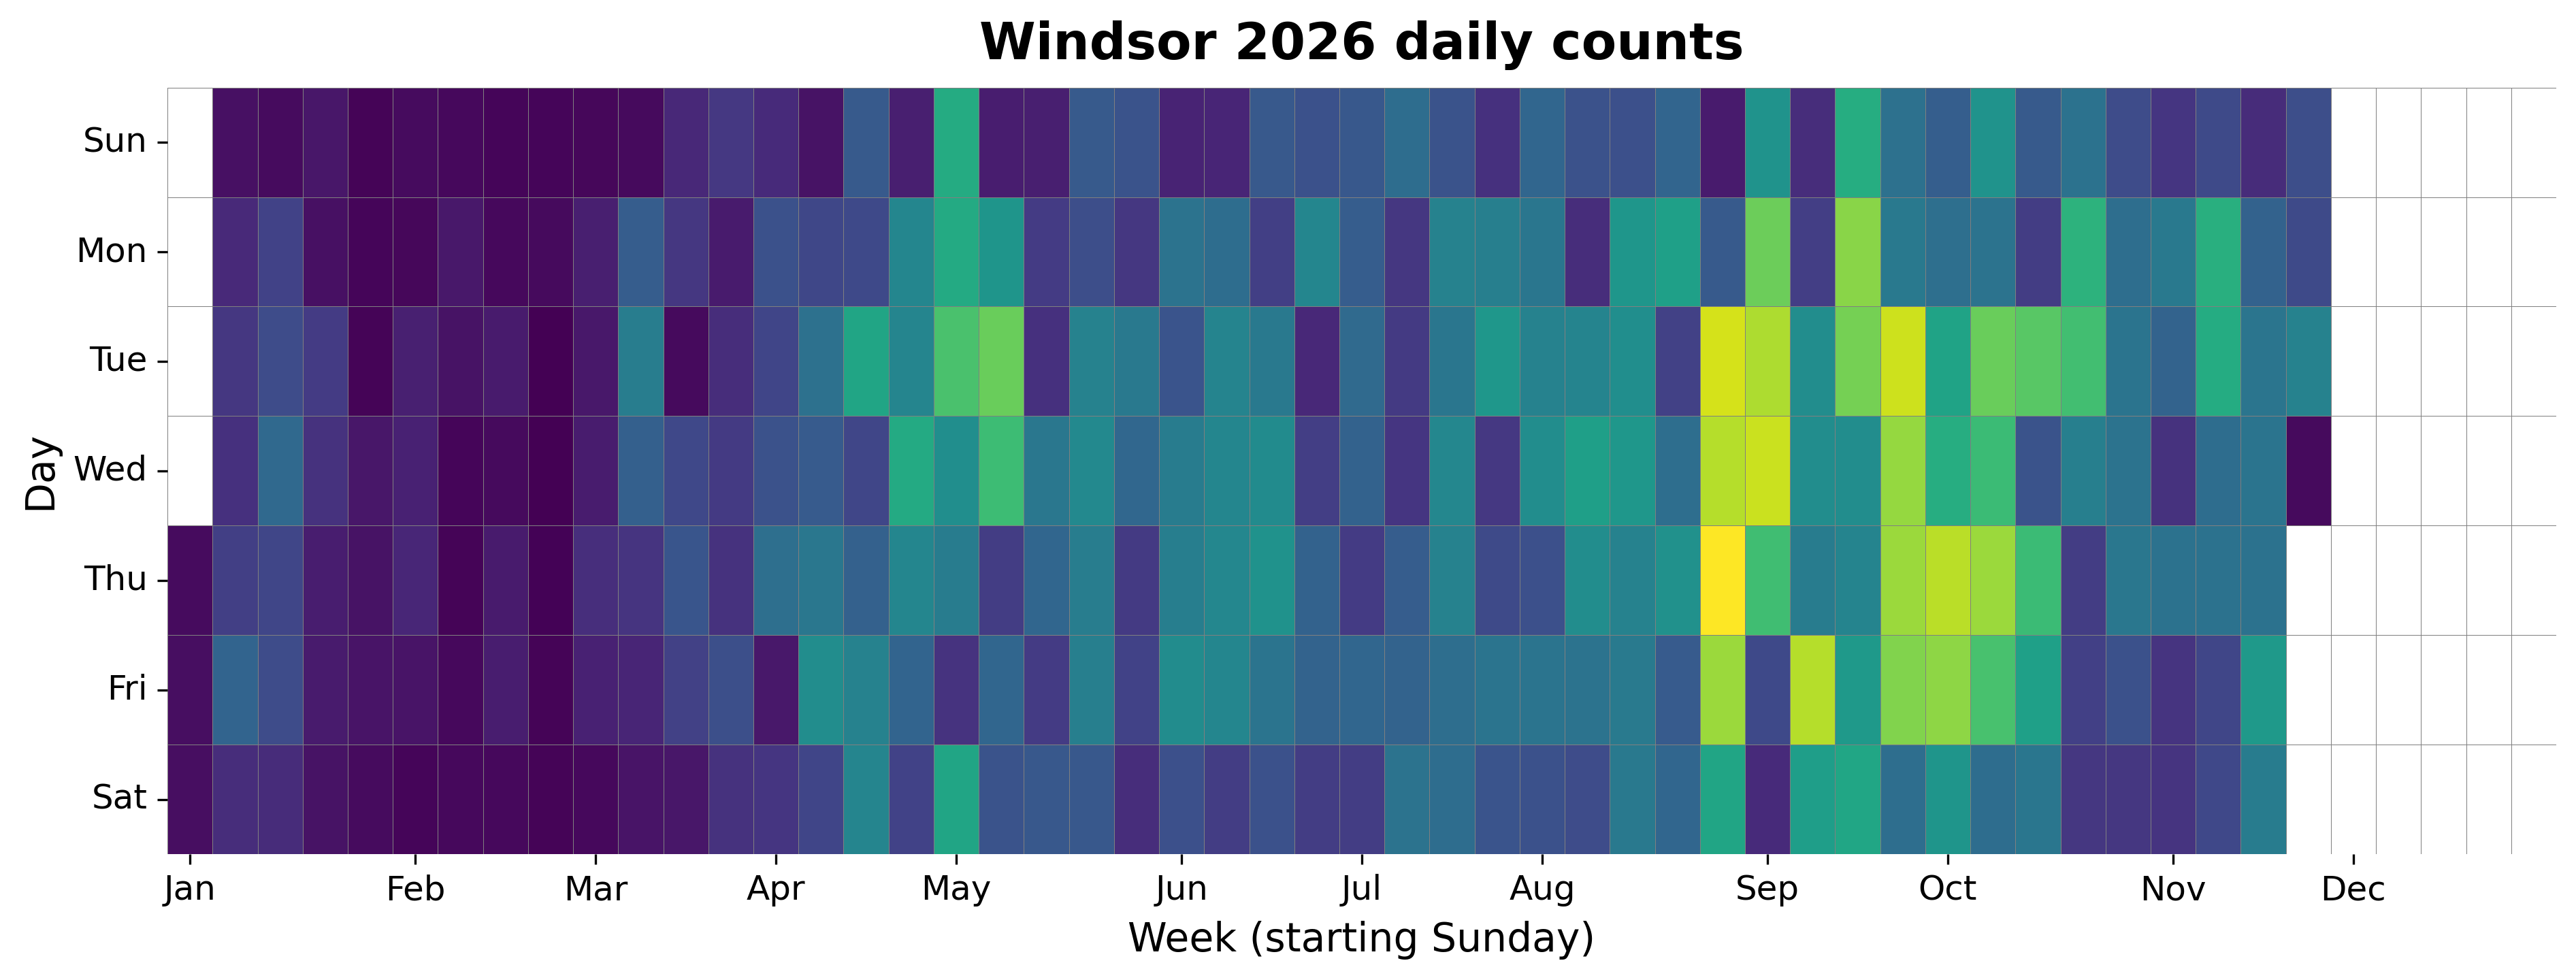 Windsor 2026 daily counts
Day
Sun
Mon
Tue
Wed
Thu
Fri
Sat
Jan Feb Mar Apr May Jun Jul Aug Sep Oct Nov Dec
Week (starting Sunday)